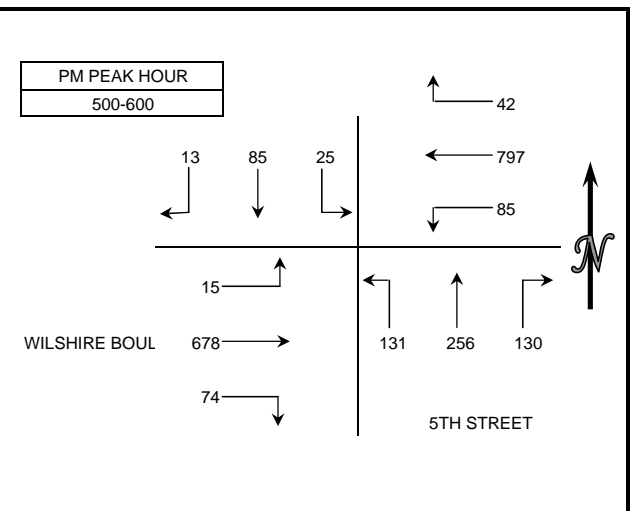 PM PEAK HOUR
500-600
42
13 85 25
797
85
15
WILSHIRE BOUL 678
131 256 130
74
5TH STREET
N